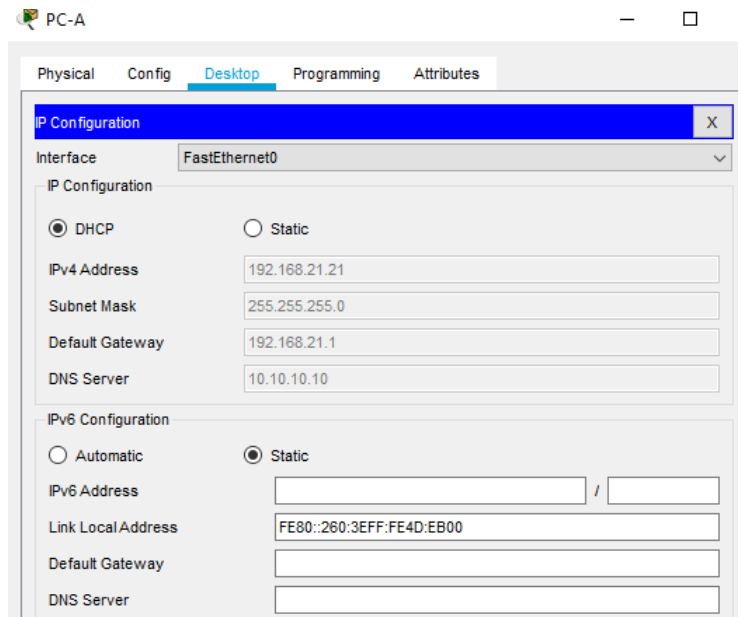 PC-A
Physical Config Desktop Programming Attributes
IP Configuration X
Interface FastEthernet0
IP Configuration
DHCP Static
IPv4 Address 192.168.21.21
Subnet Mask 255.255.255.0
Default Gateway 192.168.21.1
DNS Server 10.10.10.10
IPv6 Configuration
Automatic Static
IPv6 Address /
Link Local Address FE80::260:3EFF:FE4D:EB00
Default Gateway
DNS Server